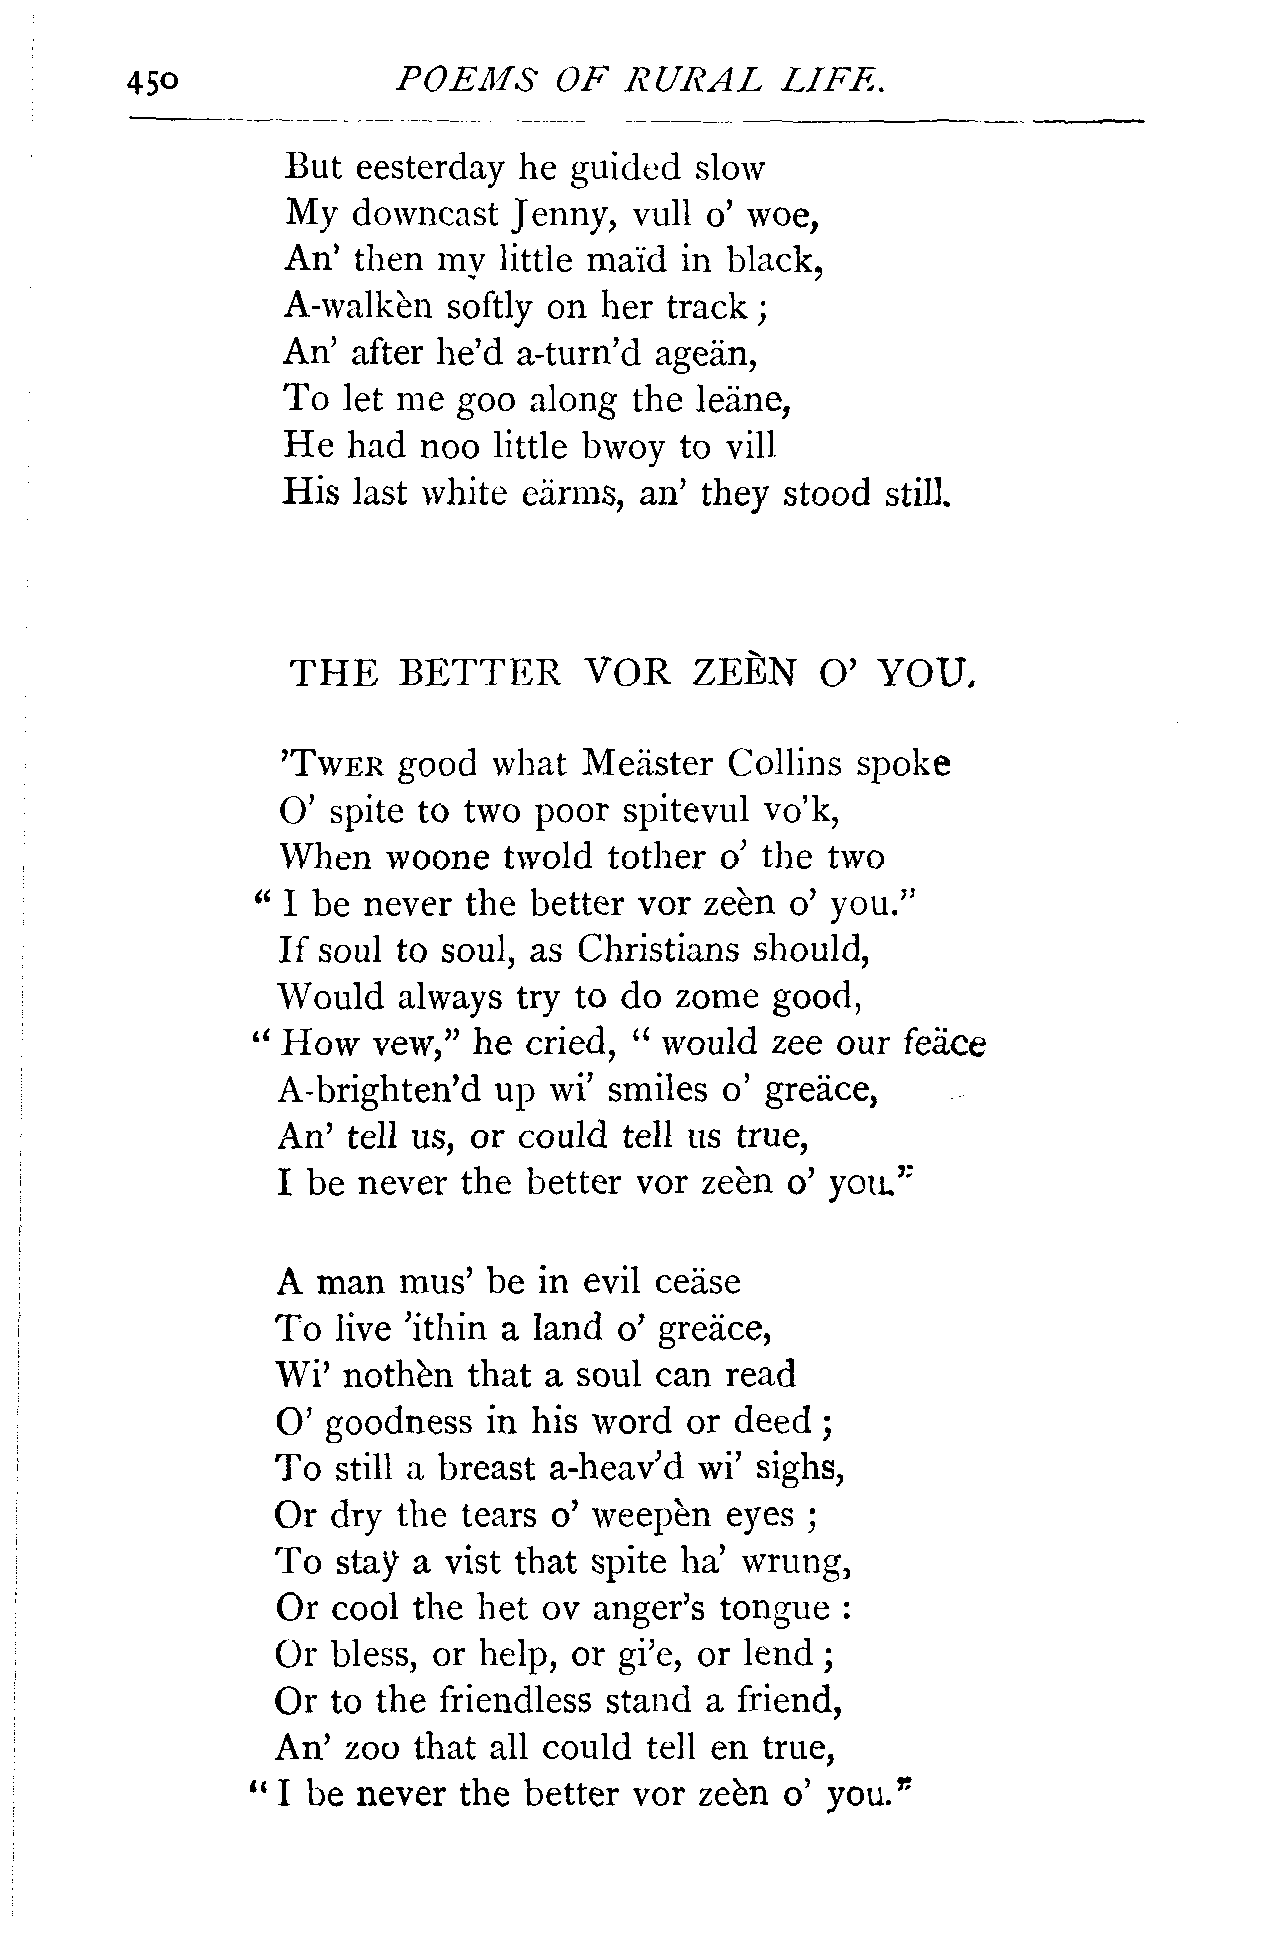 450 POEMS OF RURAL LIFE.
But eesterday he guided slow
My downcast Jenny, vull o' woe,
An' then my little maïd in black,
A-walkèn softly on her track ;
An' after he'd a-turn'd ageän,
To let me goo along the leäne,
He had noo little bwoy to vill
His last white eärms, an' they stood still.
THE BETTER VOR ZEÈN O' YOU.
'TWER good what Meäster Collins spoke
O' spite to two poor spitevul vo'k,
When woone twold tother o' the two
“ I be never the better vor zeèn o' you.”
If soul to soul, as Christians should,
Would always try to do zome good,
“ How vew,” he cried, “ would zee our feäce
A-brighten'd up wi' smiles o' greäce,
An' tell us, or could tell us true,
I be never the better vor zeèn o' you.”
A man mus' be in evil ceäse
To live 'ithin a land o' greäce,
Wi' nothèn that a soul can read
O' goodness in his word or deed ;
To still a breast a-heav'd wi' sighs,
Or dry the tears o' weepèn eyes ;
To staÿ a vist that spite ha' wrung,
Or cool the het ov anger's tongue :
Or bless, or help, or gi'e, or lend ;
Or to the friendless stand a friend,
An' zoo that all could tell en true,
“ I be never the better vor zeèn o' you.”